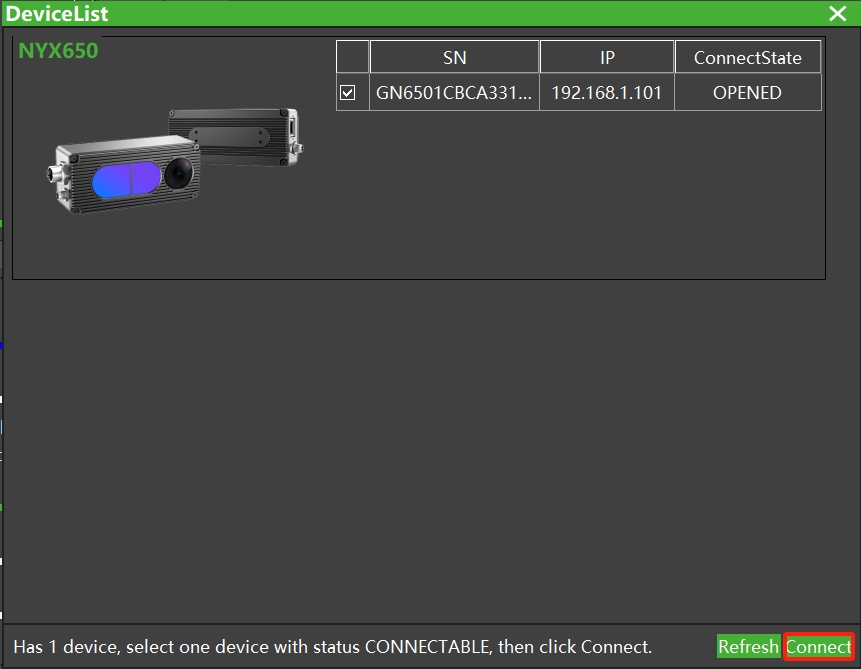 DeviceList
NYX650
SN IP ConnectState
GN6501CBCA331... 192.168.1.101 OPENED
Has 1 device, select one device with status CONNECTABLE, then click Connect. Refresh Connect